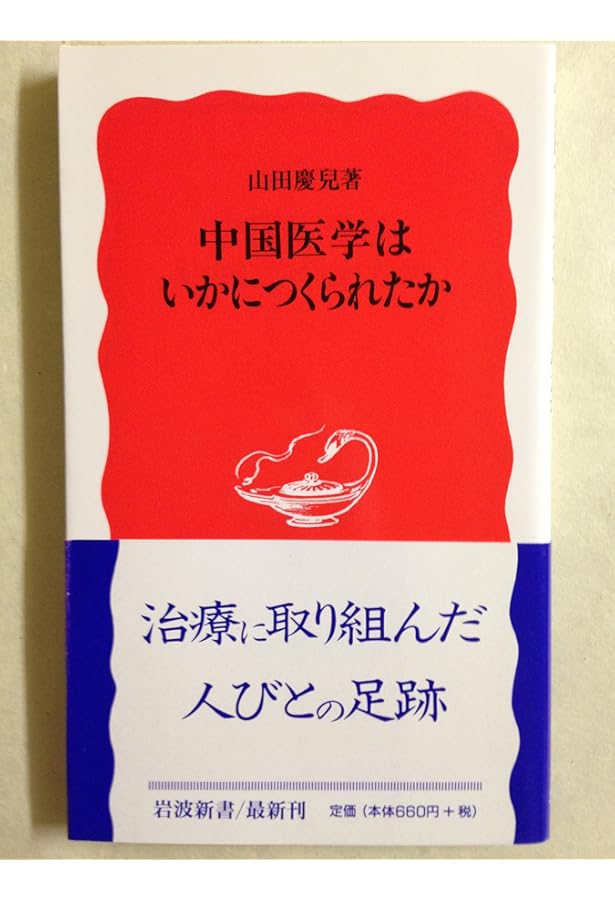 山田慶兒著
中国医学は
いかにつくられたか
治療に取り組んだ
人びとの足跡
岩波新書/最新刊 定価(本体660円+税)